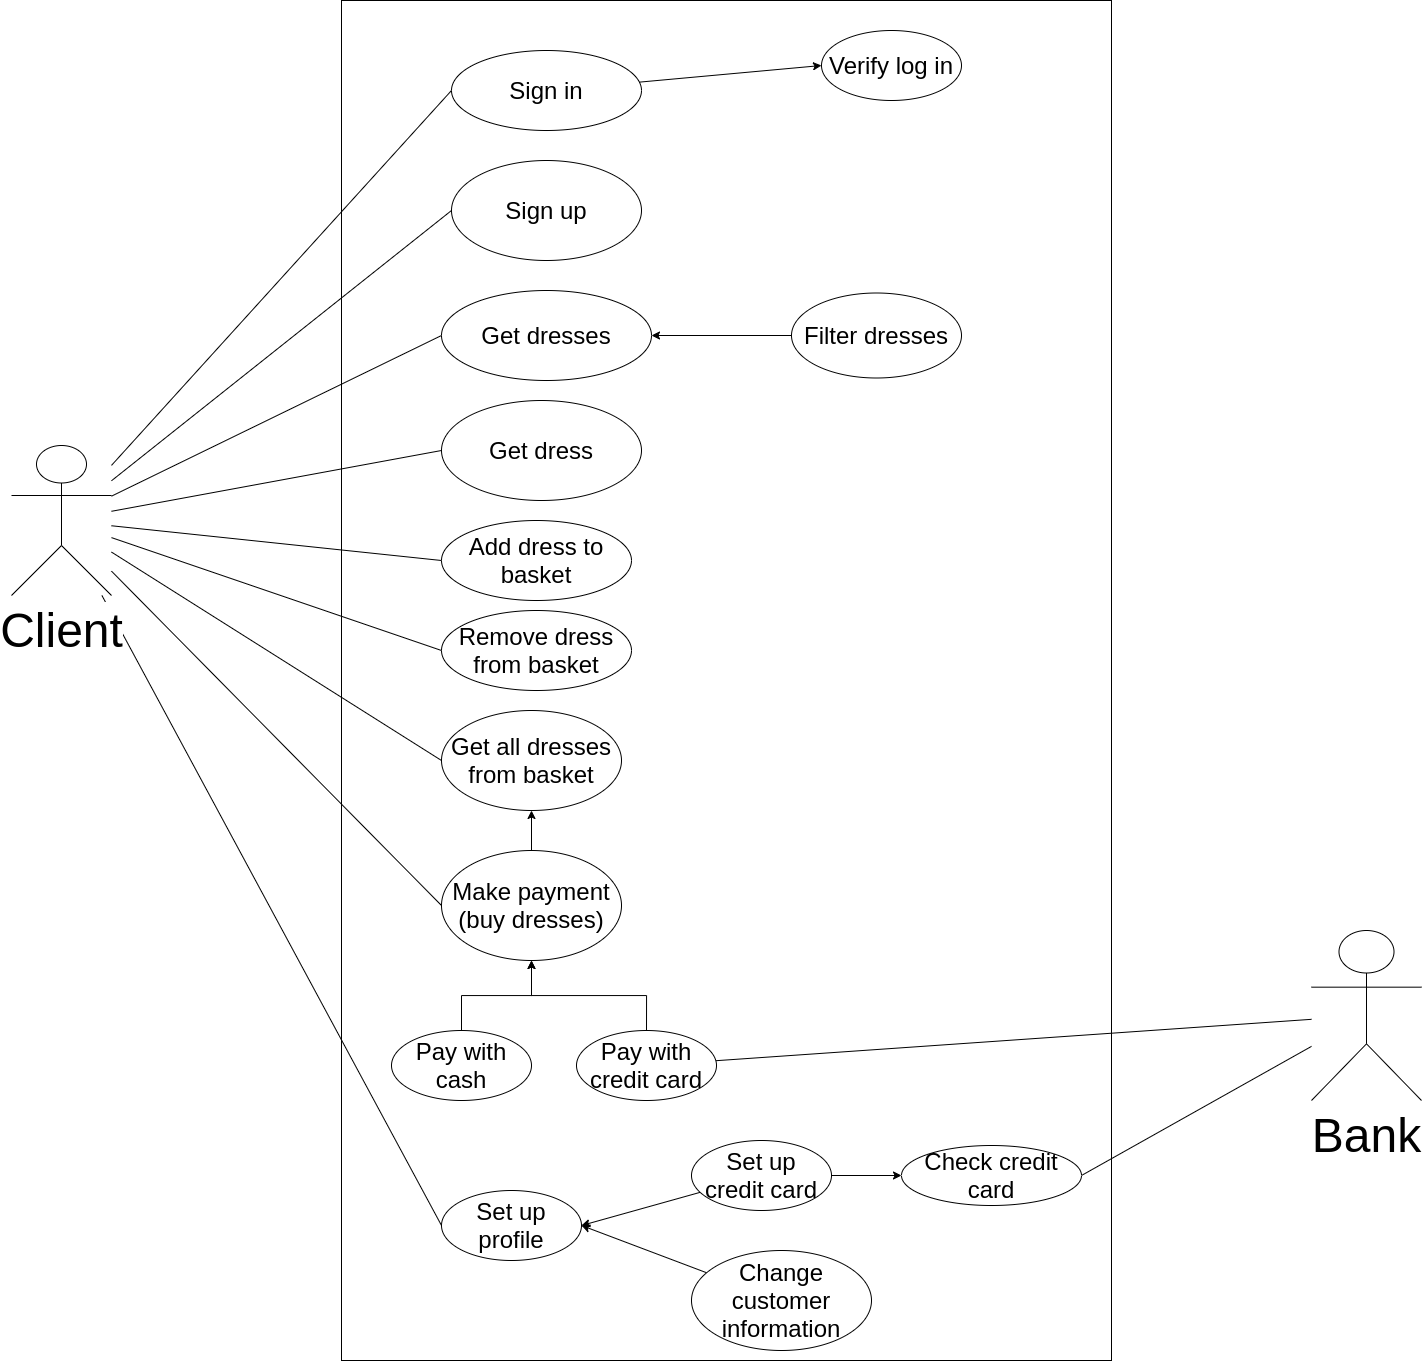 Sign in
Verify log in
Sign up
Get dresses
Filter dresses
Get dress
Client
Add dress to
basket
Remove dress
from basket
Get all dresses
from basket
Make payment
(buy dresses)
Pay with
cash
Pay with
credit card
Bank
Set up
credit card
Check credit
card
Set up
profile
Change
customer
information